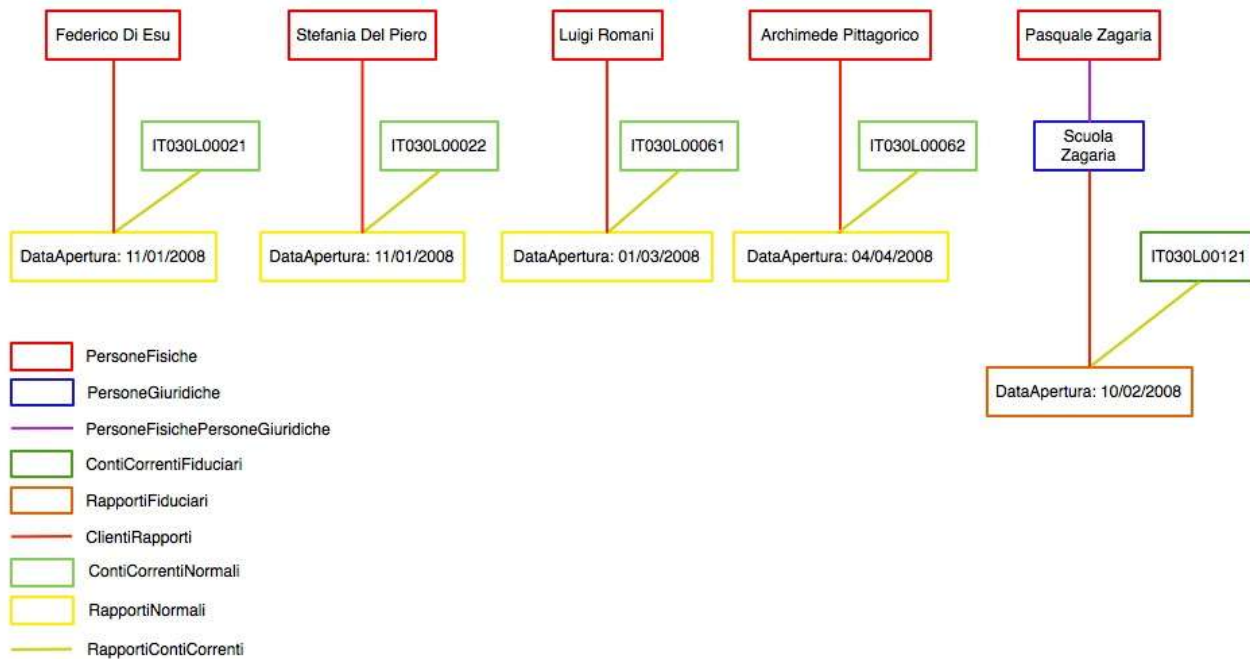 Federico Di Esu
Stefania Del Piero
Luigi Romani
Archimede Pittagorico
Pasquale Zagaria
IT030L00021
IT030L00022
IT030L00061
IT030L00062
Scuola
Zagaria
DataApertura: 11/01/2008
DataApertura: 11/01/2008
DataApertura: 01/03/2008
DataApertura: 04/04/2008
IT030L00121
DataApertura: 10/02/2008
PersoneFisiche
PersoneGiuridiche
PersoneFisichePersoneGiuridiche
ContiCorrentiFiduciari
RapportiFiduciari
ClientiRapporti
ContiCorrentiNormali
RapportiNormali
RapportiContiCorrenti